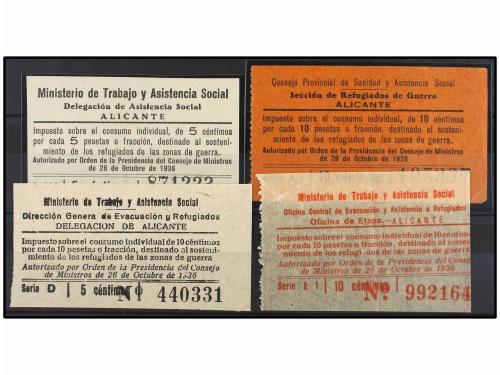 Ministerio de Trabajo y Asistencia Social
Delegación de Asistencia Social
ALICANTE
Impuesto sobre el consumo individual, de 5 céntimos
por cada 5 pesetas o fracción, destinado al sosteni-
miento de los refugiados de las zonas de guerra.
Autorizado por Orden de la Presidencia del Consejo de Ministros
de 26 de Octubre de 1936
871223
Consejo Provincial de Sanidad y Asistencia Social
Sección de Refugiados de Guerra
ALICANTE
Impuesto sobre el consumo individual, de 10 céntimos
por cada 10 pesetas o fracción, destinado al sosteni-
miento de los refugiados de las zonas de guerra.
Autorizado por Orden de la Presidencia del Consejo de Ministros
de 26 de Octubre de 1936
Ministerio de Trabajo y Asistencia Social
Dirección Genera de Evacuación y Refugiados
DELEGACION DE ALICANTE
Impuesto sobre el consumo individual de 10 céntimos
por cada 10 pesetas o fracción, destinado al sosteni-
miento de los refugiados de las zonas de guerra
Autorizado por Orden de la Presidencia del Consejo
de Ministros de 26 de Octubre de 1936
Serie D 5 céntimos Nº 440331
Ministerio de Trabajo y Asistencia Social
Oficina Central de Evacuación y Asistencia a Refugiados
Oficina de Etapa.-ALICANTE
Impuesto sobre el consumo individual de 10 céntimos
por cada 10 pesetas o fracción, destinado al sosteni-
miento de los refugiados de las zonas de guerra
Autorizado por Orden de la Presidencia del Conse-
jo de Ministros de 26 de Octubre de 1936
Serie A 1 10 céntimos Nº 992164